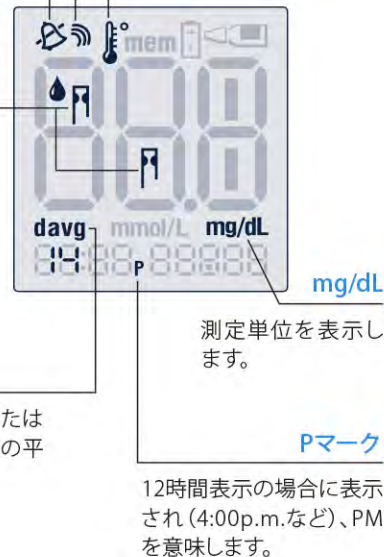 mem
davg mmol/L mg/dL
14 P
mg/dL
測定単位を表示し
ます。
たは
の平
Pマーク
12時間表示の場合に表示
され（4:00p.m.など）、PM
を意味します。